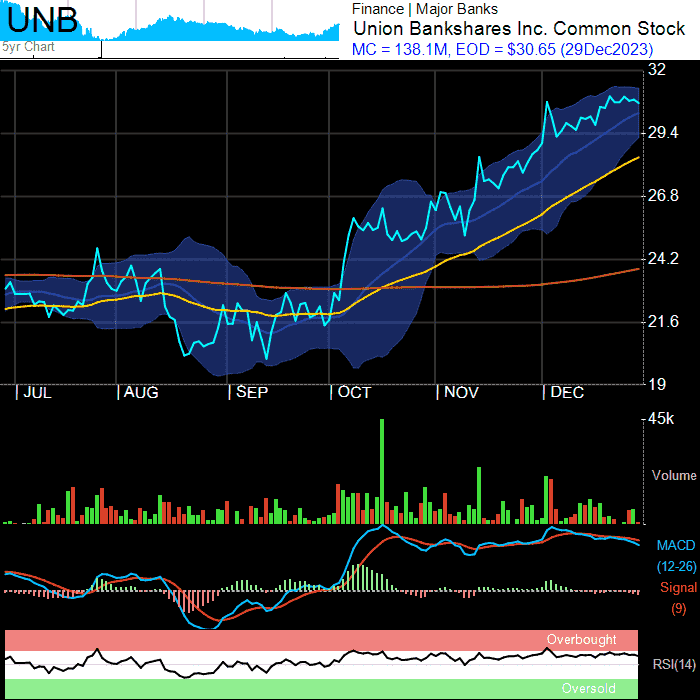 UNB
5yr Chart
Finance | Major Banks
Union Bankshares Inc. Common Stock
MC = 138.1M, EOD = $30.65 (29Dec2023)
32
29.4
26.8
24.2
21.6
19
| JUL | AUG | SEP | OCT | NOV | DEC
45k
Volume
MACD
(12-26)
Signal
(9)
Overbought
RSI(14)
Oversold